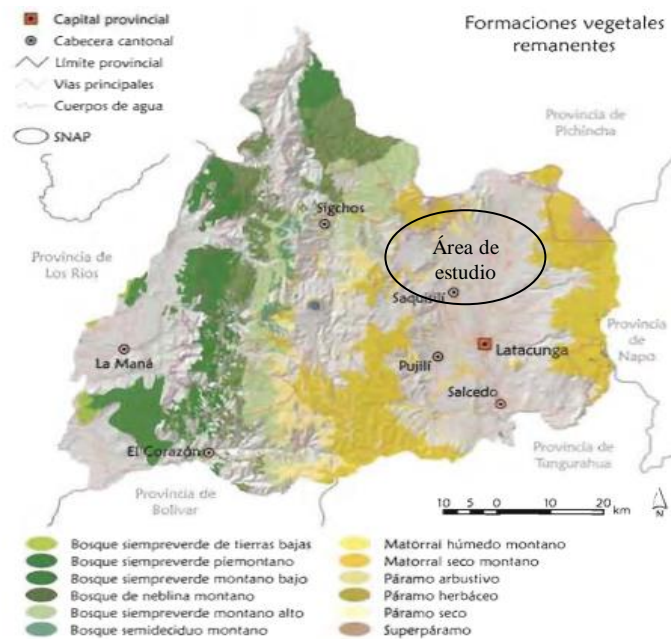 Capital provincial
Cabecera cantonal
Límite provincial
Vías principales
Cuerpos de agua
SNAP
Formaciones vegetales
remanentes
Provincia de
Pichincha
Sigchos
Área de
estudio
Provincia de
Los Ríos
Saquisilí
Provincia
de
Napo
La Maná
Pujilí
Latacunga
Salcedo
El Corazón
Provincia de
Tungurahua
Provincia de
Bolívar
10 0 10 20
km
N
Bosque siempreverde de tierras bajas
Bosque siempreverde piemontano
Bosque siempreverde montano bajo
Bosque de neblina montano
Bosque siempreverde montano alto
Bosque semideciduo montano
Matorral húmedo montano
Matorral seco montano
Páramo arbustivo
Páramo herbáceo
Páramo seco
Superpáramo